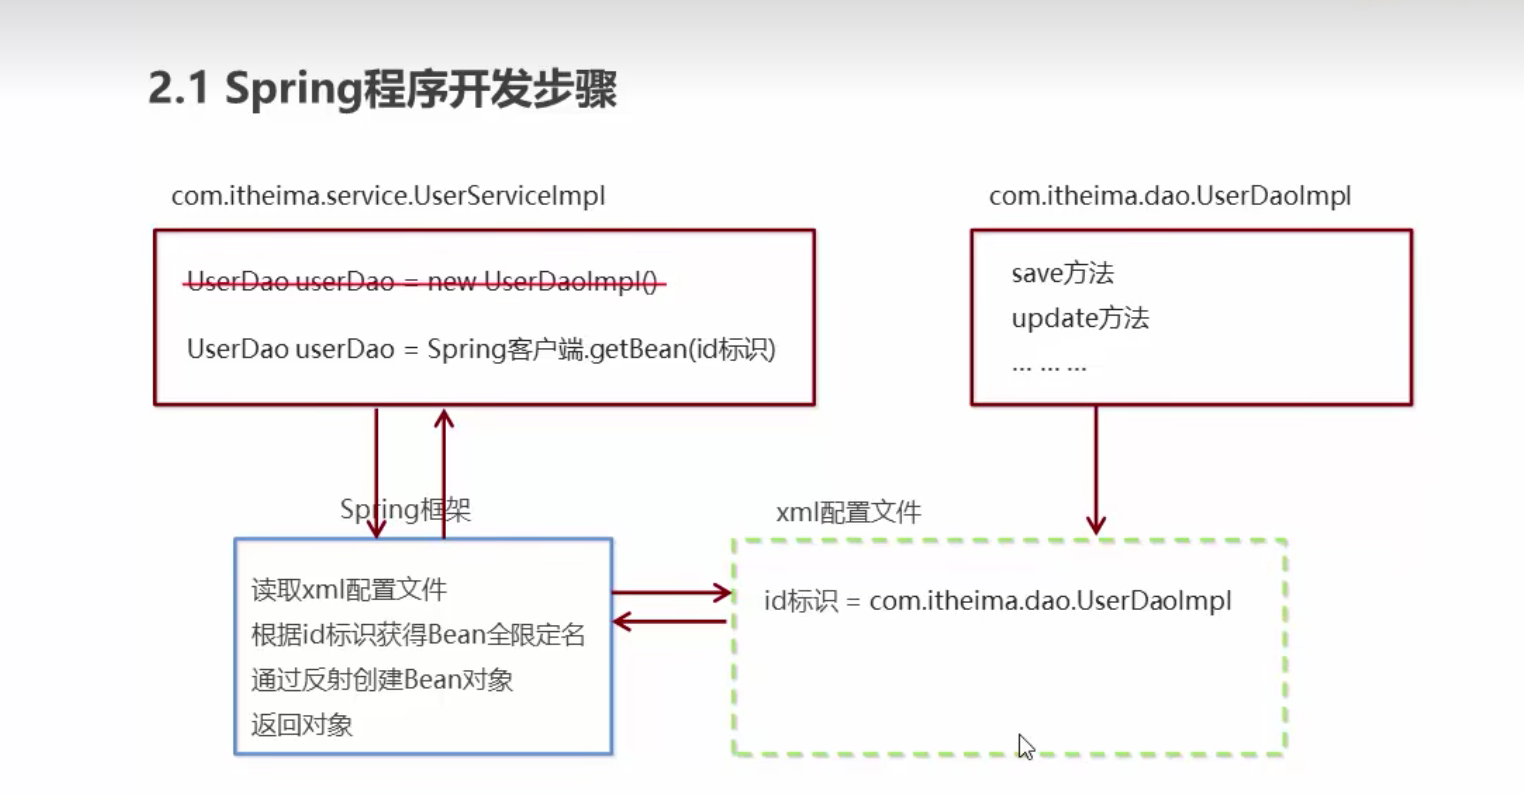 2.1 Spring程序开发步骤
com.itheima.service.UserServiceImpl
UserDao userDao = new UserDaoImpl()
UserDao userDao = Spring客户端.getBean(id标识)
com.itheima.dao.UserDaoImpl
save方法
update方法
... ... ...
Spring框架
读取xml配置文件
根据id标识获得Bean全限定名
通过反射创建Bean对象
返回对象
xml配置文件
id标识 = com.itheima.dao.UserDaoImpl